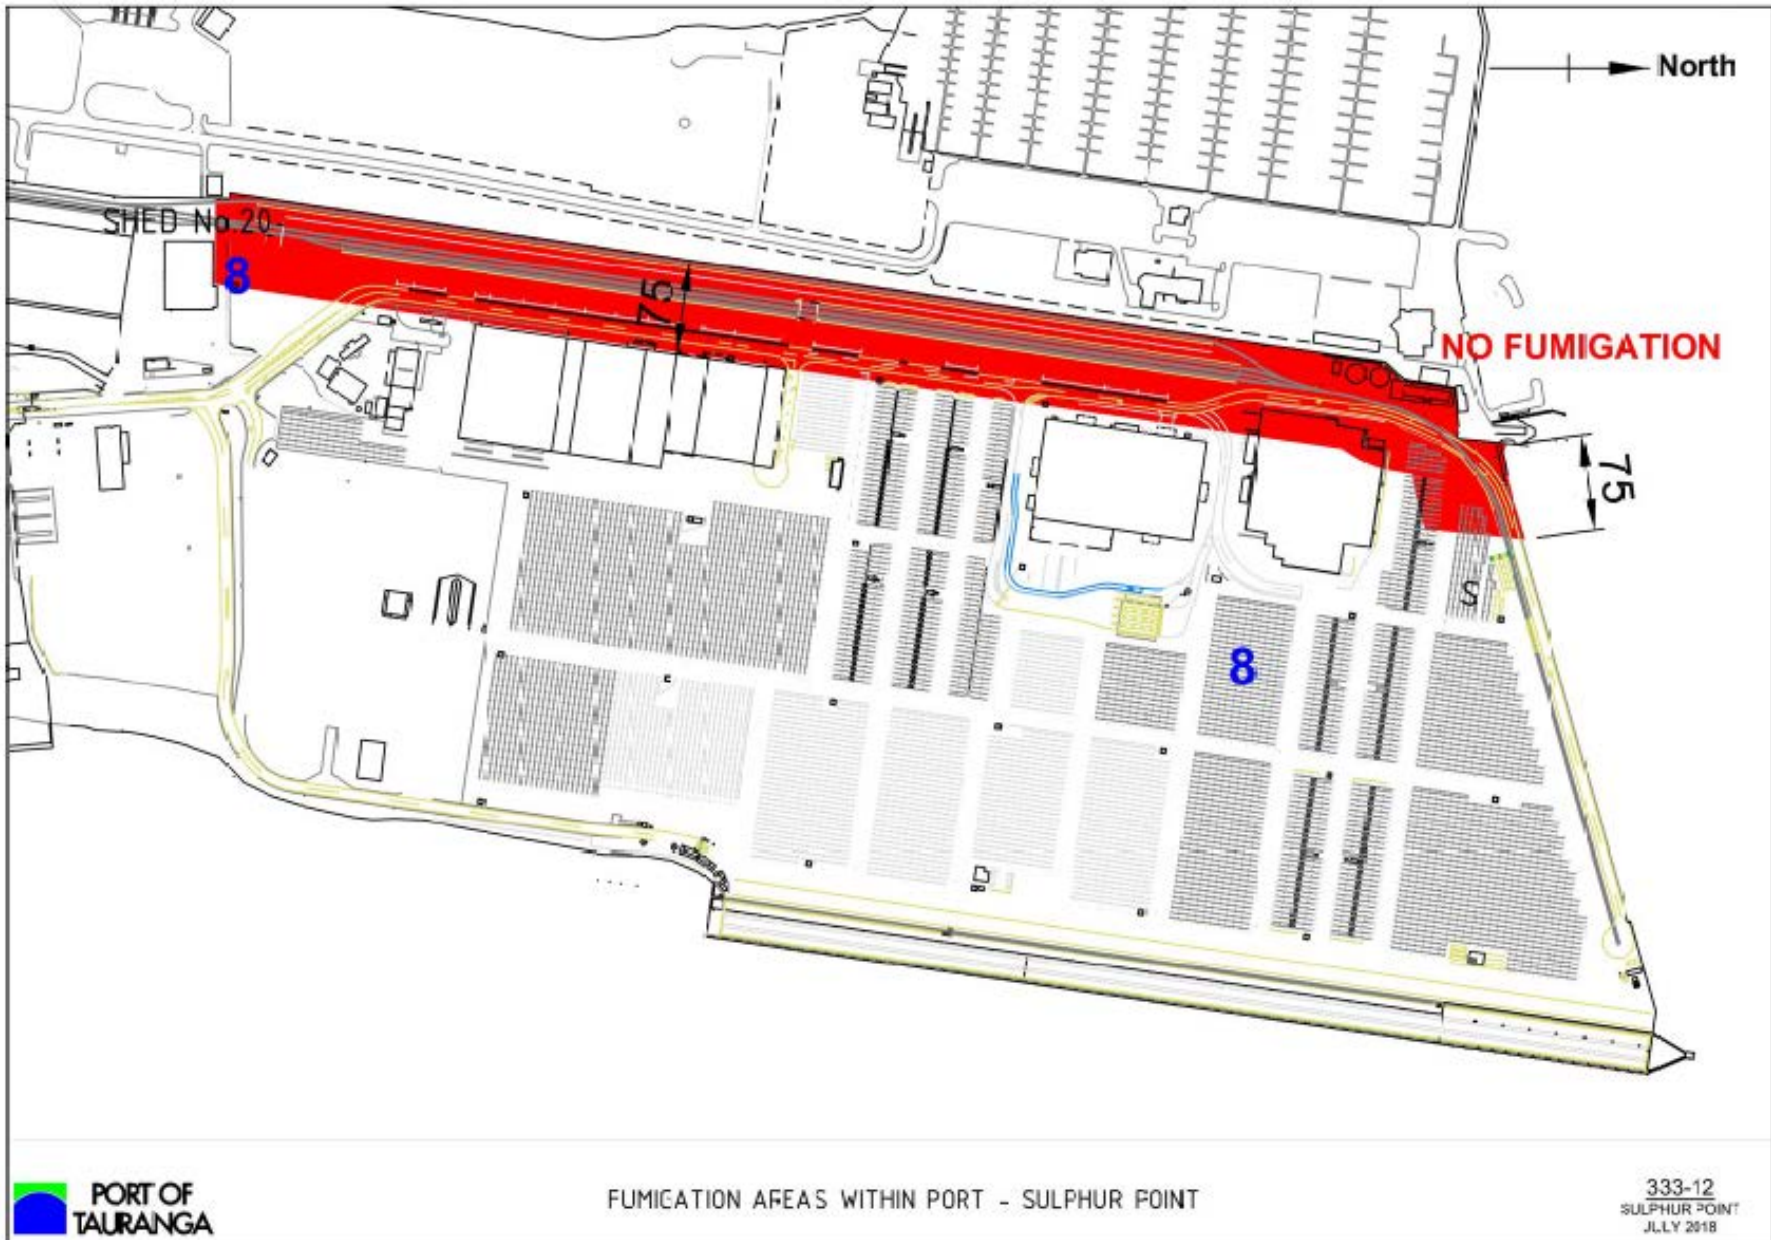 North
SHED No 20
8
75
NO FUMIGATION
75
S
8
PORT OF
TAURANGA
FUMICATION AREAS WITHIN PORT - SULPHUR POINT
333-12
SULPHUR POINT
JULY 2018